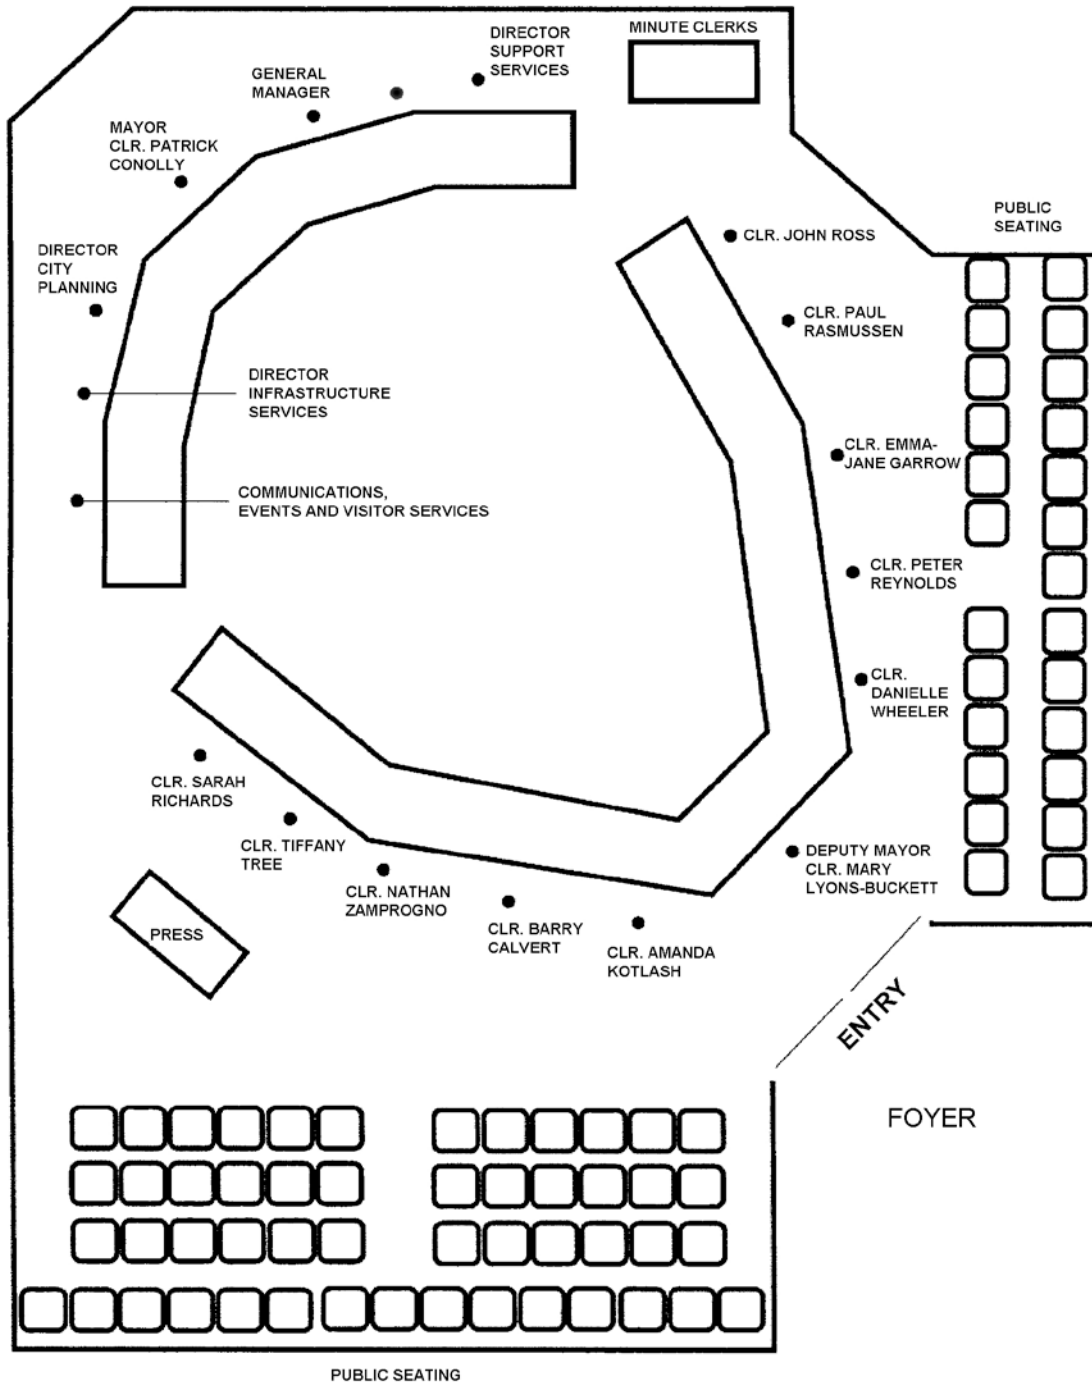 MINUTE CLERKS
DIRECTOR
SUPPORT
SERVICES
GENERAL
MANAGER
MAYOR
CLR. PATRICK
CONOLLY
DIRECTOR
CITY
PLANNING
DIRECTOR
INFRASTRUCTURE
SERVICES
COMMUNICATIONS,
EVENTS AND VISITOR SERVICES
PUBLIC
SEATING
CLR. JOHN ROSS
CLR. PAUL
RASMUSSEN
CLR. EMMA-
JANE GARROW
CLR. PETER
REYNOLDS
CLR.
DANIELLE
WHEELER
DEPUTY MAYOR
CLR. MARY
LYONS-BUCKETT
CLR. SARAH
RICHARDS
CLR. TIFFANY
TREE
CLR. NATHAN
ZAMPROGNO
CLR. BARRY
CALVERT
CLR. AMANDA
KOTLASH
PRESS
ENTRY
FOYER
PUBLIC SEATING